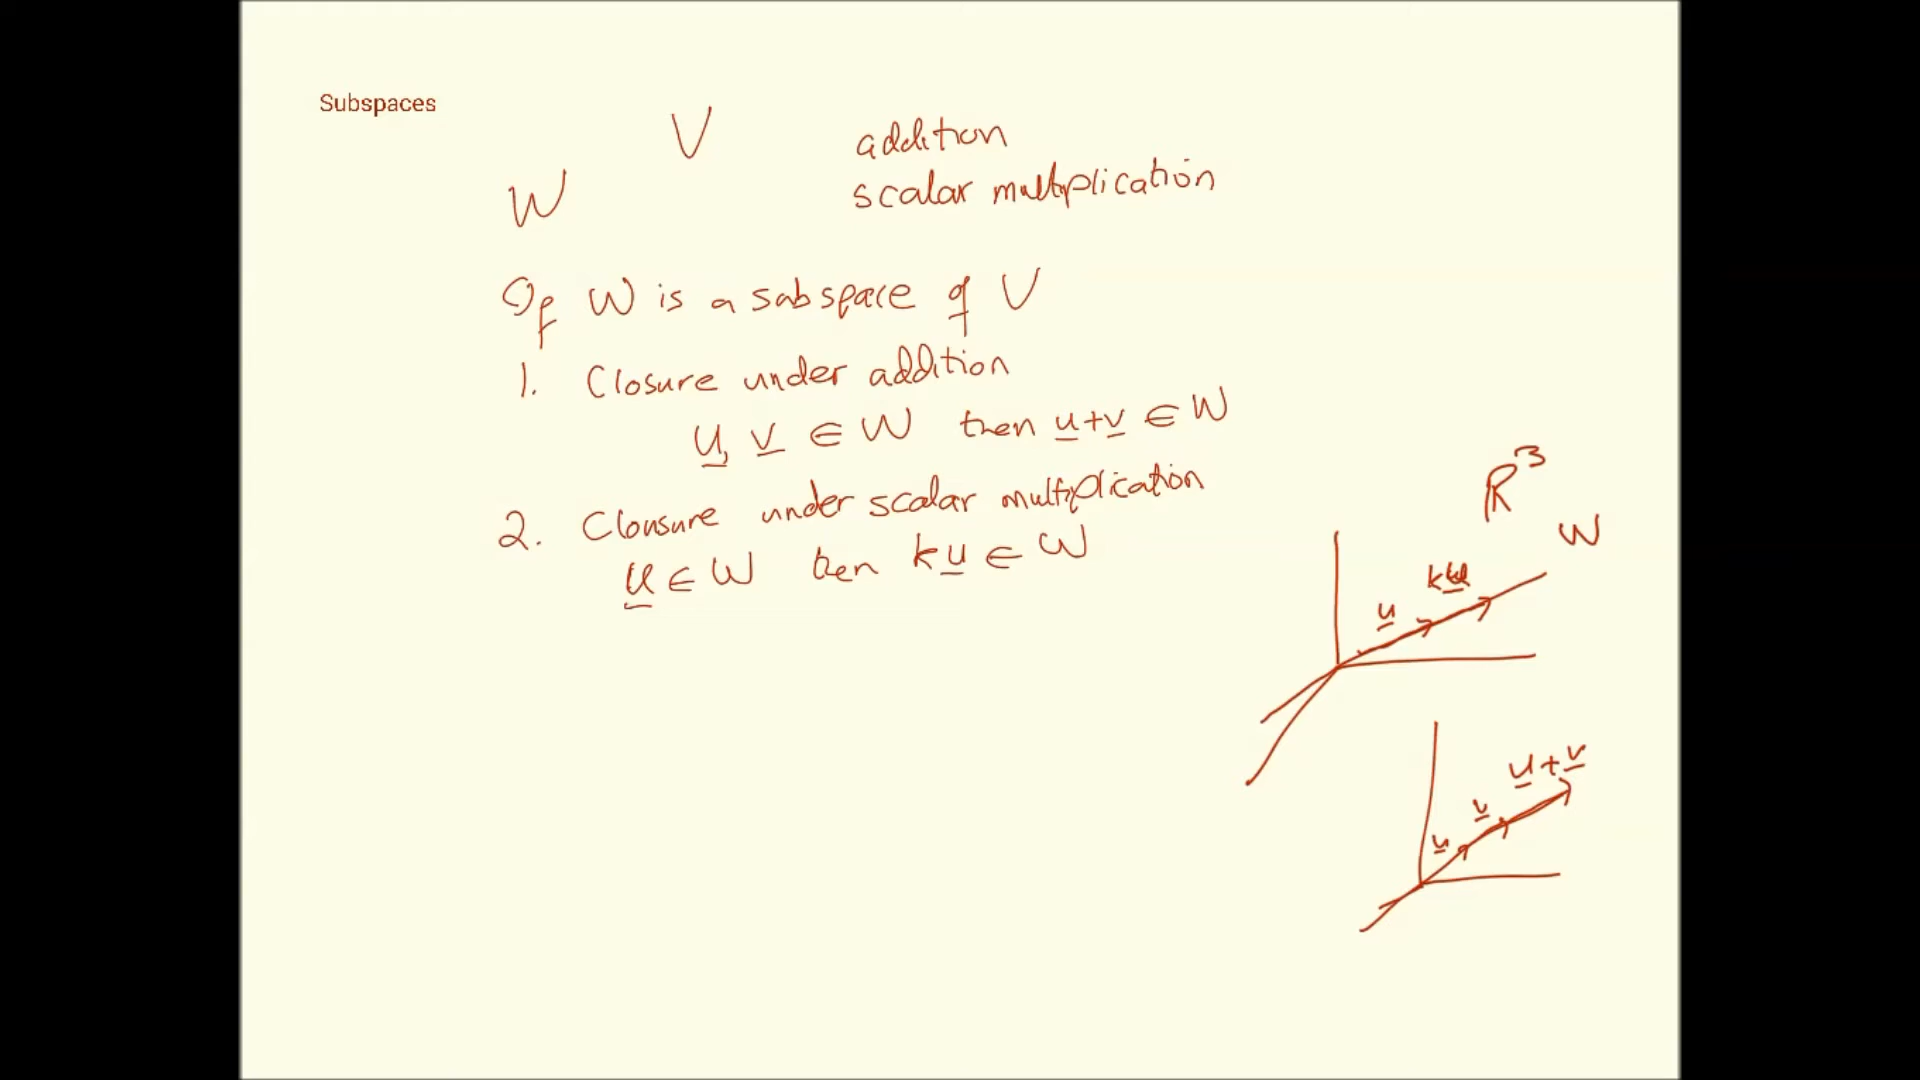 Subspaces
V addition
W scalar multiplication
If W is a subspace of V
1. Closure under addition
u, v ∈ W then u+v ∈ W
2. Clousure under scalar multiplication
u ∈ W then ku ∈ W
R³
W
ku
u
u+v
v
u